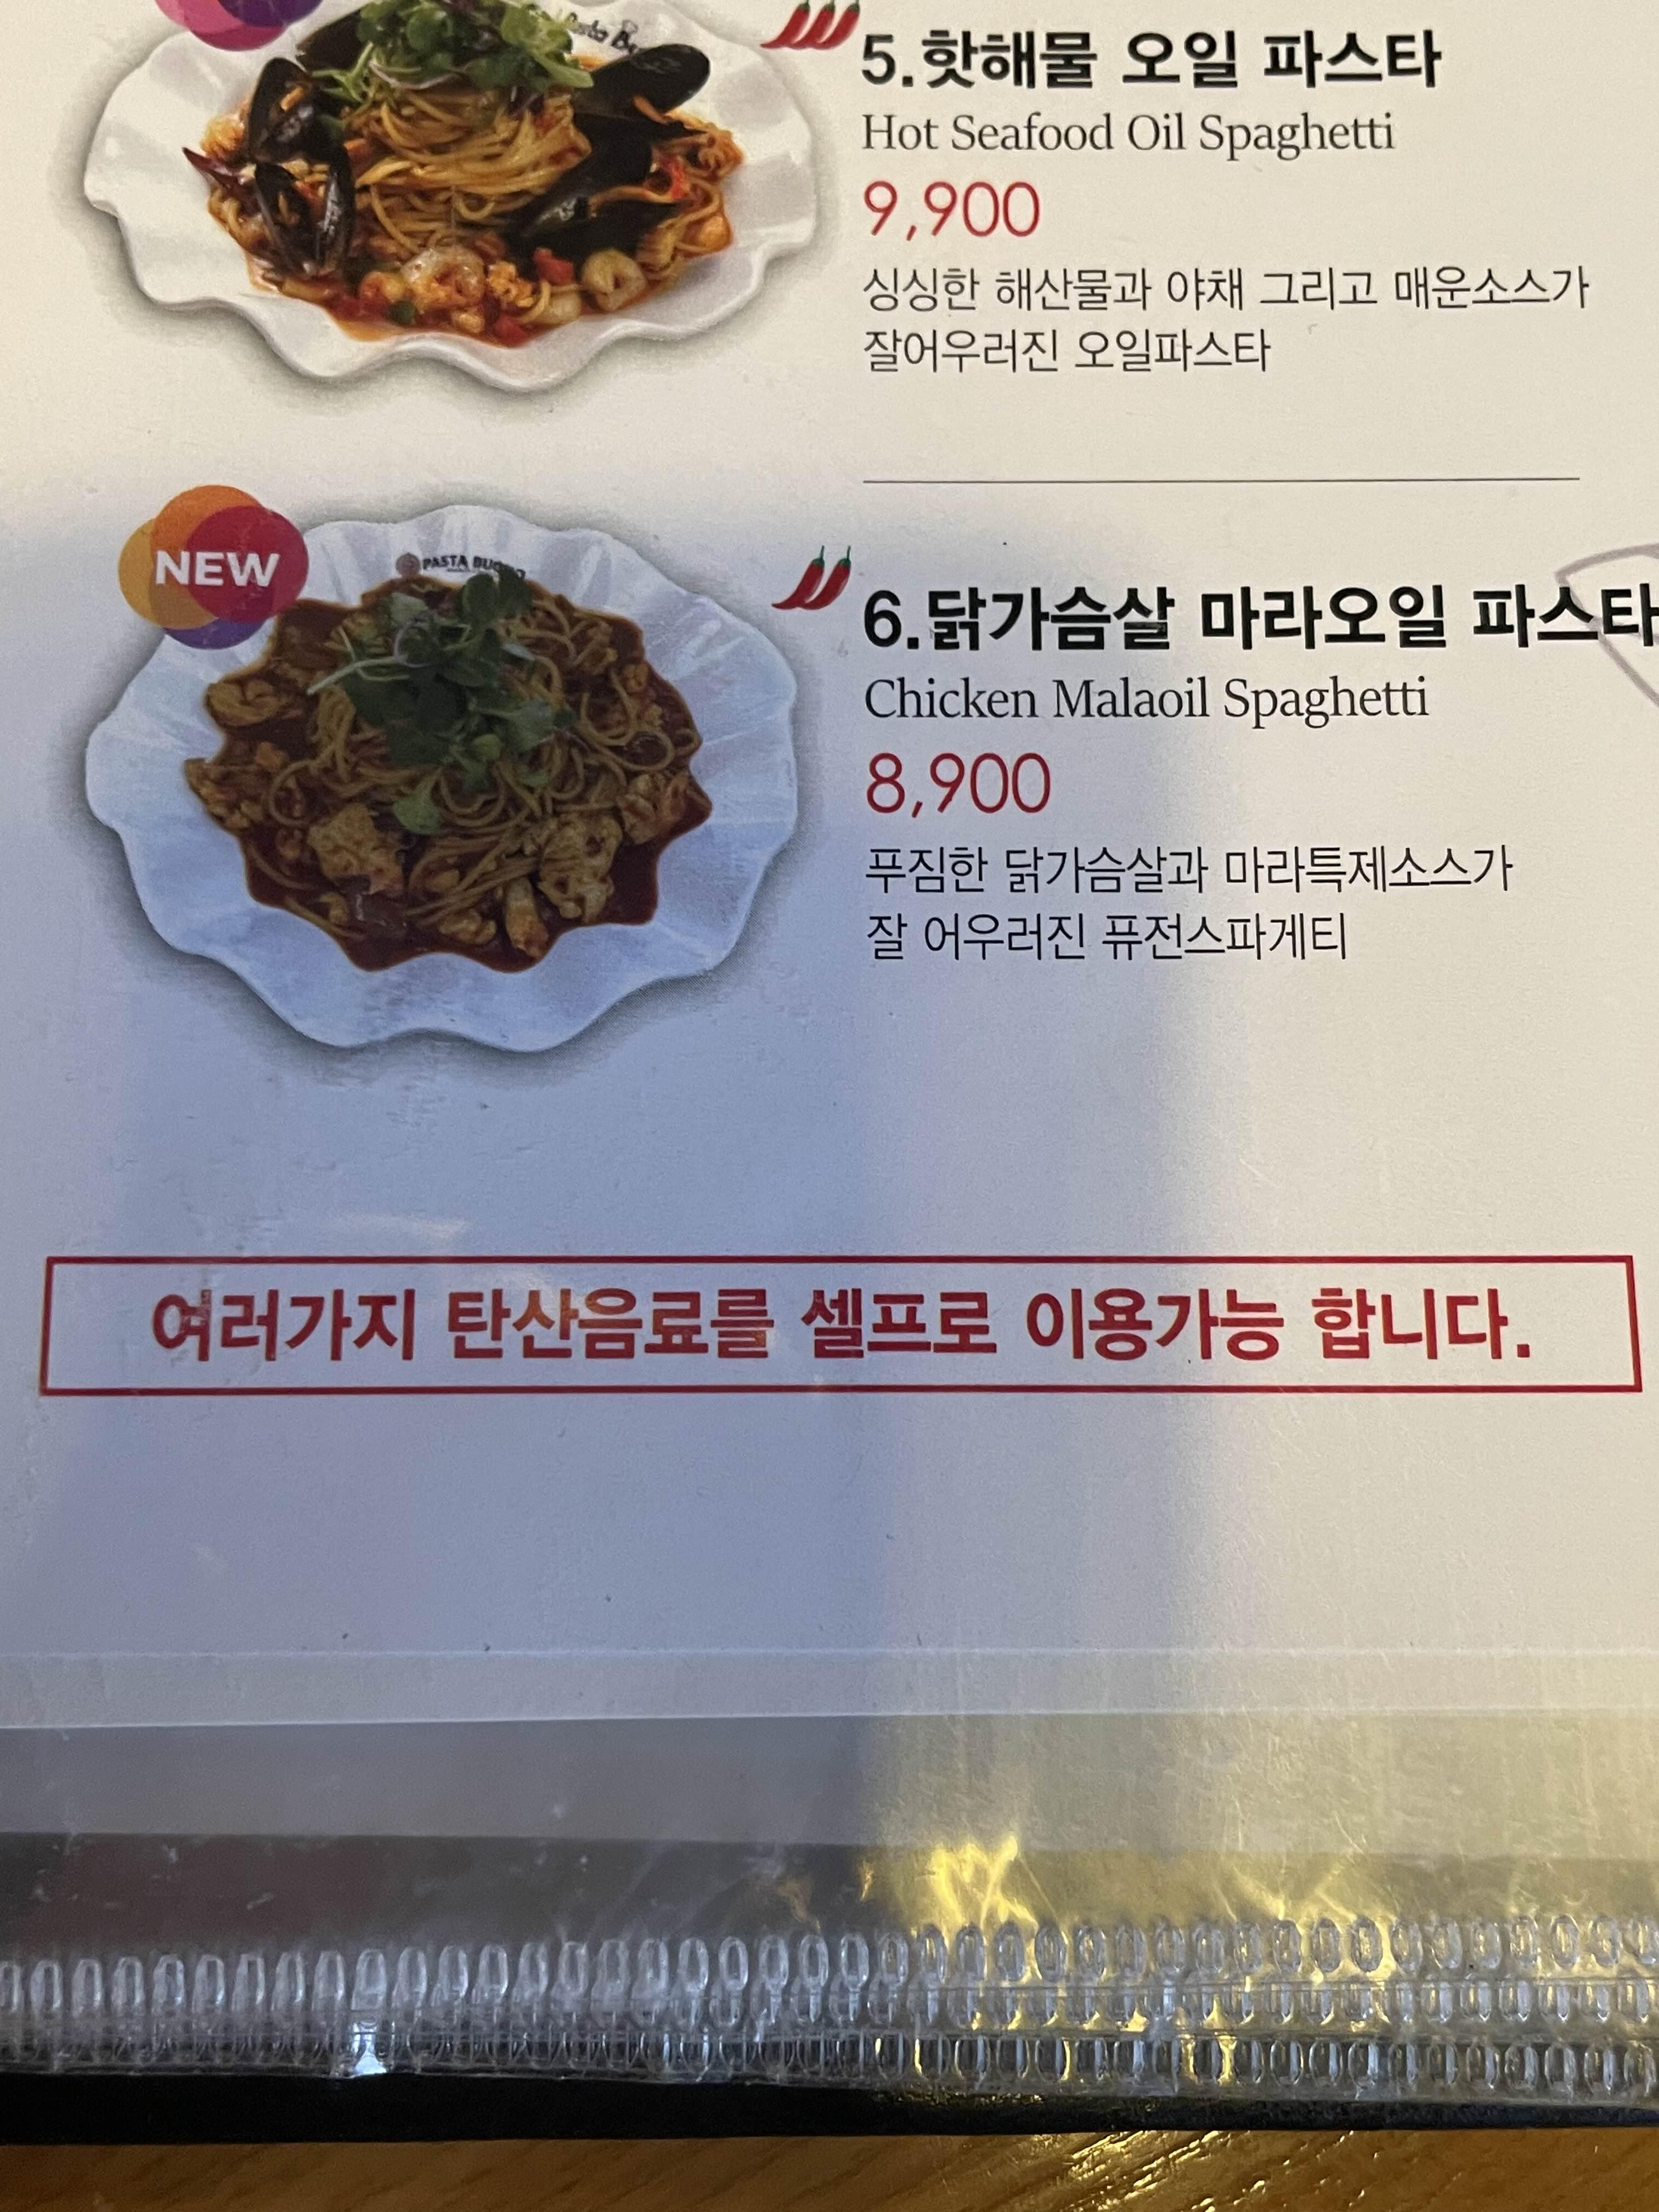 5.핫해물 오일 파스타
Hot Seafood Oil Spaghetti
9,900
싱싱한 해산물과 야채 그리고 매운소스가
잘어우러진 오일파스타
NEW
PASTA
6.닭가슴살 마라오일 파스타
Chicken Malaoil Spaghetti
8,900
푸짐한 닭가슴살과 마라특제소스가
잘 어우러진 퓨전스파게티
여러가지 탄산음료를 셀프로 이용가능 합니다.